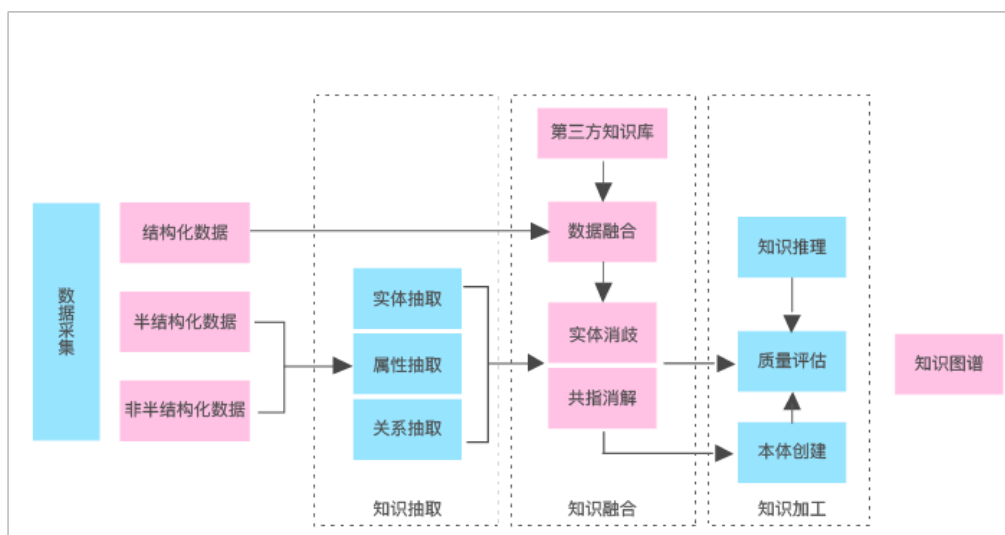 第三方知识库
数据采集
结构化数据
数据融合
知识推理
实体抽取
半结构化数据
实体消歧
属性抽取
质量评估
知识图谱
非半结构化数据
共指消解
关系抽取
本体创建
知识抽取
知识融合
知识加工